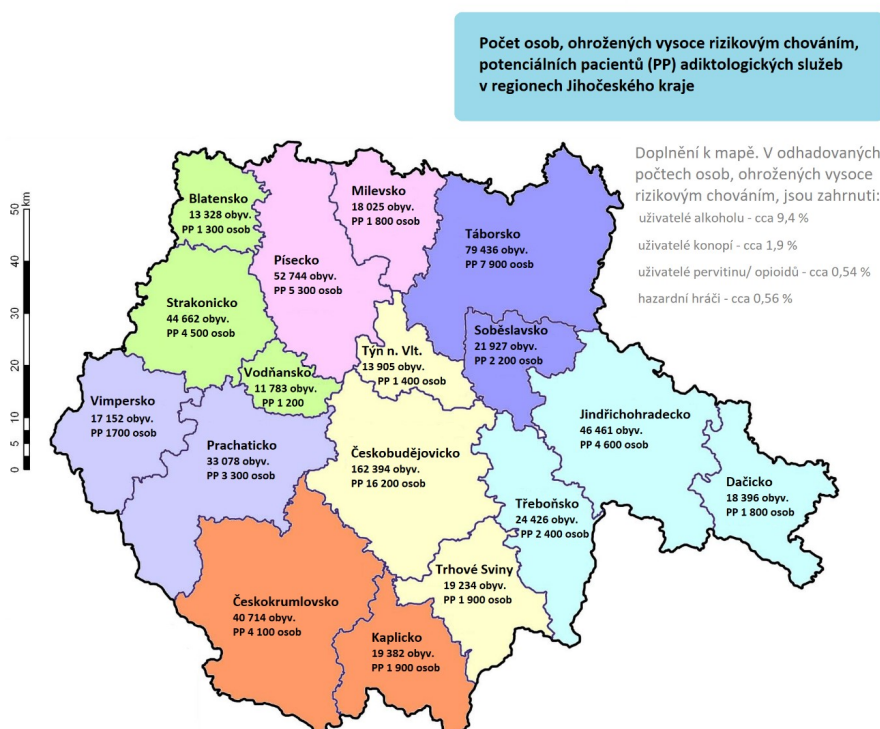 Počet osob, ohrožených vysoce rizikovým chováním,
potenciálních pacientů (PP) adiktologických služeb
v regionech Jihočeského kraje
Doplnění k mapě. V odhadovaných
počtech osob, ohrožených vysoce
rizikovým chováním, jsou zahrnuti:
uživatelé alkoholu - cca 9,4 %
uživatelé konopí - cca 1,9 %
uživatelé pervitinu/ opioidů - cca 0,54 %
hazardní hráči - cca 0,56 %
km
50
40
30
20
10
5
0
Blatensko
13 328 obyv.
PP 1 300 osob
Milevsko
18 025 obyv.
PP 1 800 osob
Písecko
52 744 obyv.
PP 5 300 osob
Táborsko
79 436 obyv.
PP 7 900 osob
Strakonicko
44 662 obyv.
PP 4 500 osob
Soběslavsko
21 927 obyv.
PP 2 200 osob
Týn n. Vlt.
13 905 obyv.
PP 1 400 osob
Vodňansko
11 783 obyv.
PP 1 200
Vimpersko
17 152 obyv.
PP 1700 osob
Prachaticko
33 078 obyv.
PP 3 300 osob
Českobudějovicko
162 394 obyv.
PP 16 200 osob
Jindřichohradecko
46 461 obyv.
PP 4 600 osob
Dačicko
18 396 obyv.
PP 1 800 osob
Třeboňsko
24 426 obyv.
PP 2 400 osob
Trhové Sviny
19 234 obyv.
PP 1 900 osob
Českokrumlovsko
40 714 obyv.
PP 4 100 osob
Kaplicko
19 382 obyv.
PP 1 900 osob